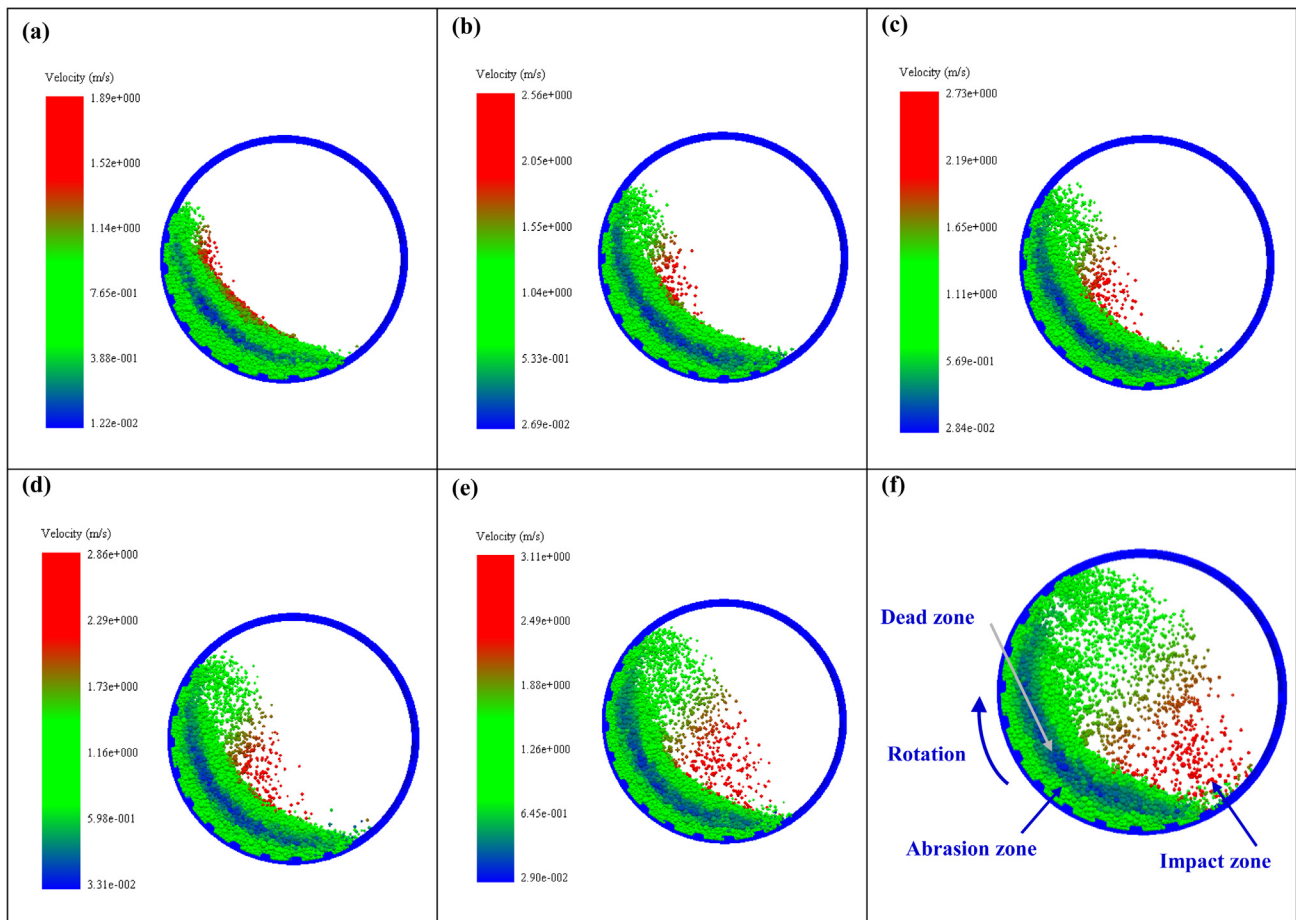 (a)
Velocity (m/s)
1.89e+000
1.52e+000
1.14e+000
7.65e-001
3.88e-001
1.22e-002
(b)
Velocity (m/s)
2.56e+000
2.05e+000
1.55e+000
1.04e+000
5.33e-001
2.69e-002
(c)
Velocity (m/s)
2.73e+000
2.19e+000
1.65e+000
1.11e+000
5.69e-001
2.84e-002
(d)
Velocity (m/s)
2.86e+000
2.29e+000
1.73e+000
1.16e+000
5.98e-001
3.31e-002
(e)
Velocity (m/s)
3.11e+000
2.49e+000
1.88e+000
1.26e+000
6.45e-001
2.90e-002
(f)
Dead zone
Rotation
Abrasion zone
Impact zone